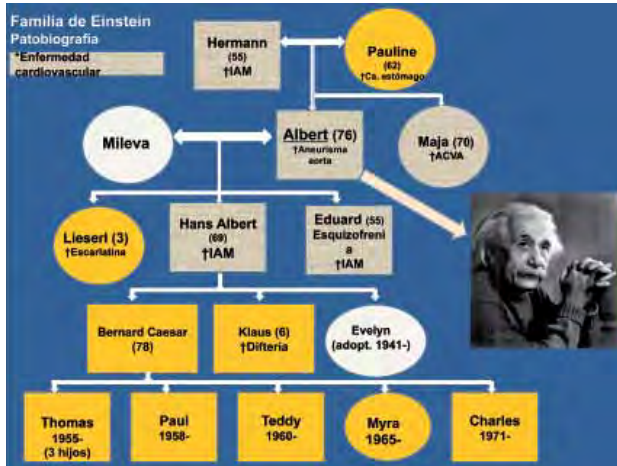 Familia de Einstein
Patobiografia
*Enfermedad
cardiovascular
Hermann
(55)
†IAM
Pauline
(62)
†Ca. estómago
Mileva
Albert (76)
†Aneurisma
aorta
Maja (70)
†ACVA
Lieserl (3)
†Escarlatina
Hans Albert
(69)
†IAM
Eduard (55)
Esquizofreni
a
†IAM
Bernard Caesar
(78)
Klaus (6)
†Difteria
Evelyn
(adopt. 1941-)
Thomas
1955-
(3 hijos)
Paul
1958-
Teddy
1960-
Myra
1965-
Charles
1971-